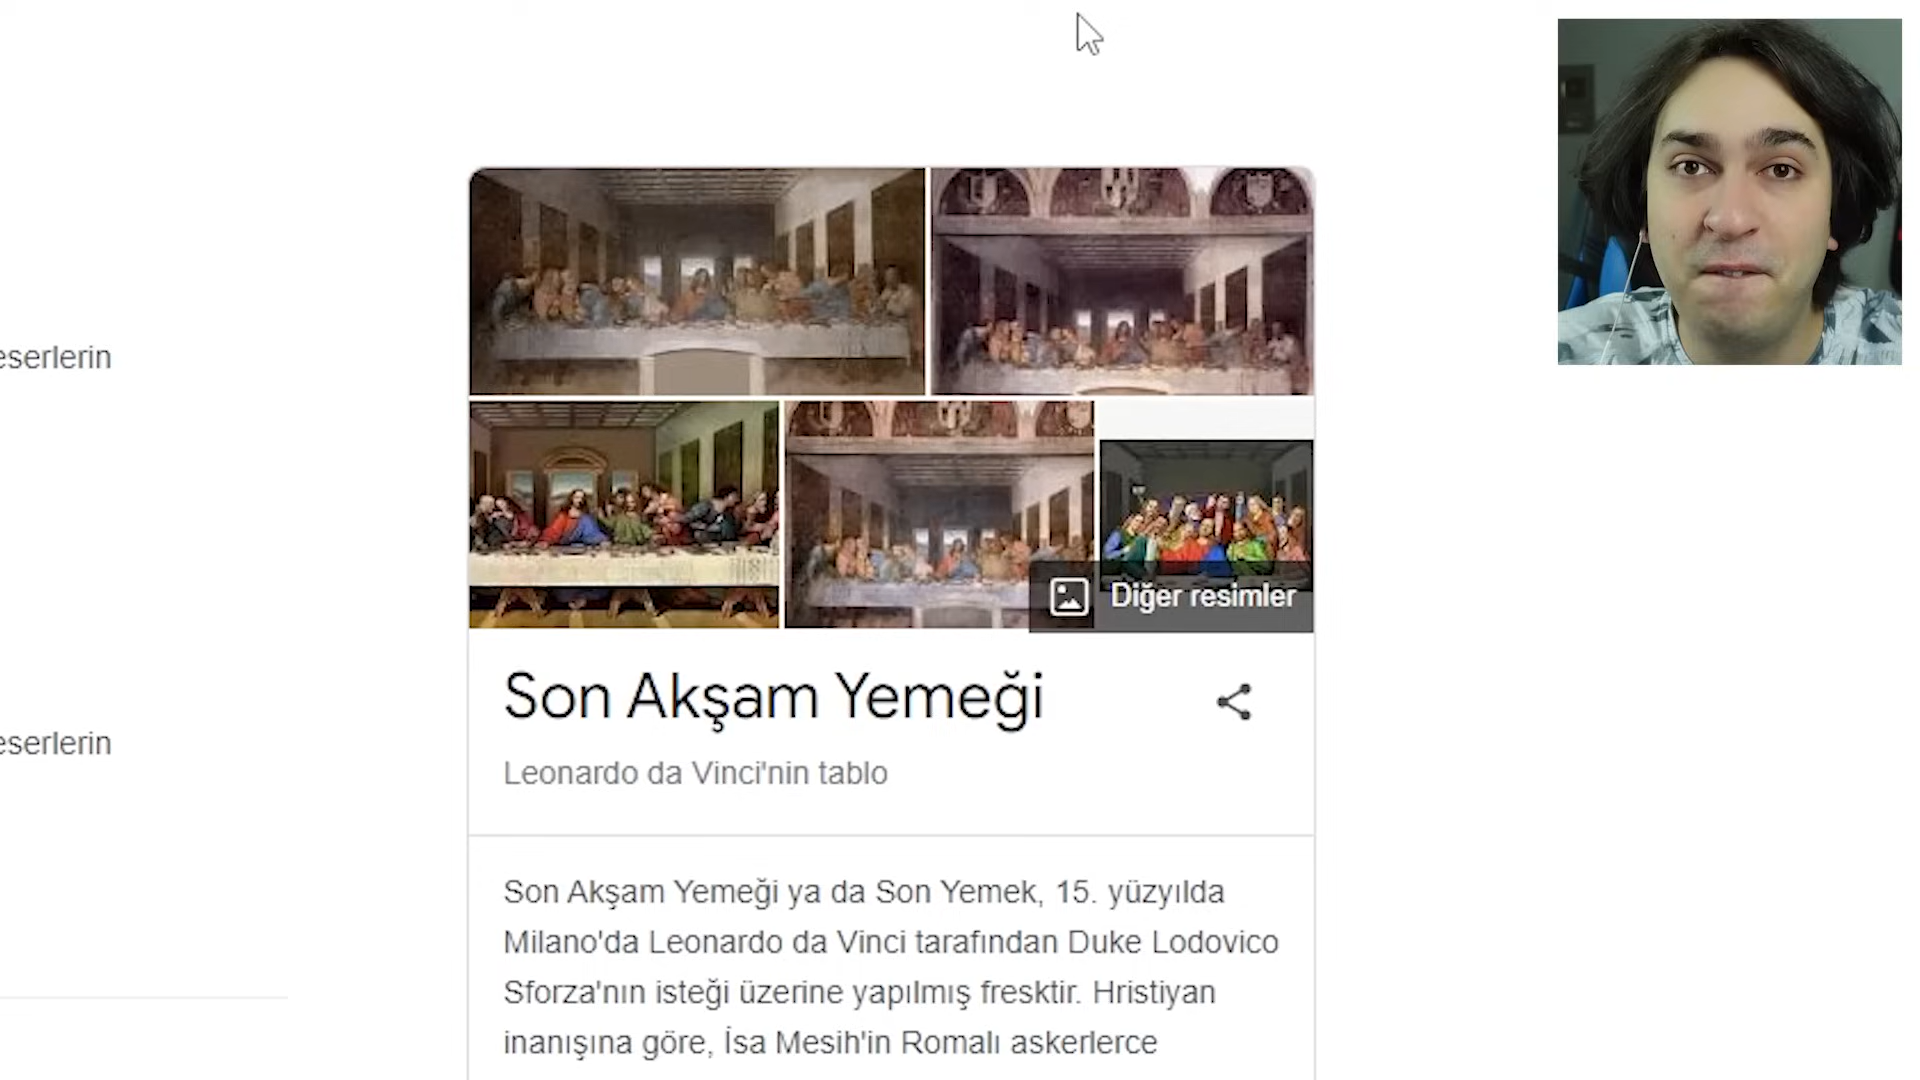 eserlerin
eserlerin
Diğer resimler
Son Akşam Yemeği
Leonardo da Vinci'nin tablo
Son Akşam Yemeği ya da Son Yemek, 15. yüzyılda
Milano'da Leonardo da Vinci tarafından Duke Lodovico
Sforza'nın isteği üzerine yapılmış fresktir. Hristiyan
inanışına göre, İsa Mesih'in Romalı askerlerce